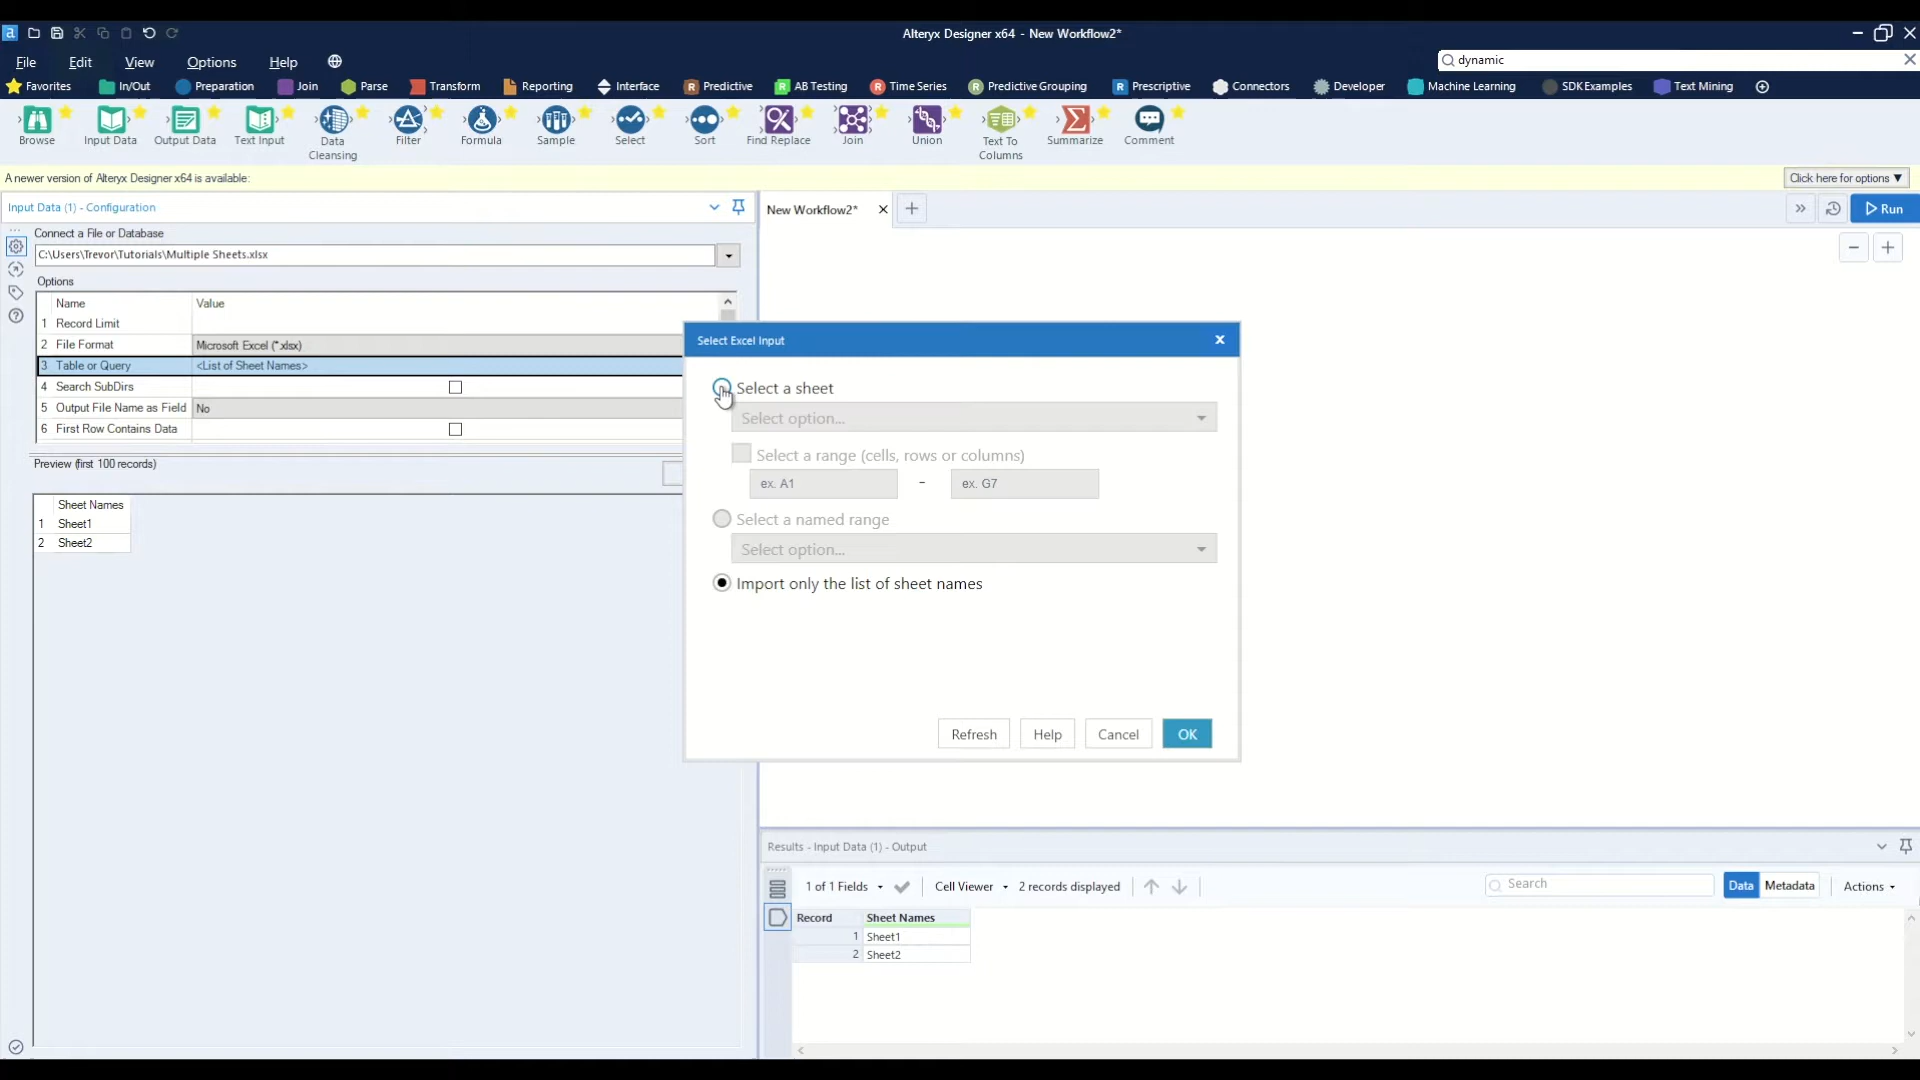 Alteryx Designer x64 - New Workflow2*
File Edit View Options Help
dynamic
Favorites In/Out Preparation Join Parse Transform Reporting Interface Predictive AB Testing Time Series Predictive Grouping Prescriptive Connectors Developer Machine Learning SDKExamples Text Mining
Browse Input Data Output Data Text Input Data Cleansing Filter Formula Sample Select Sort Find Replace Join Union Text To Columns Summarize Comment
A newer version of Alteryx Designer x64 is available:
Click here for options ▼
Input Data (1) - Configuration
New Workflow2*
Run
Connect a File or Database
C:\Users\Trevor\Tutorials\Multiple Sheets.xlsx
Options
Name Value
1 Record Limit
2 File Format Microsoft Excel (*.xlsx)
3 Table or Query <List of Sheet Names>
4 Search SubDirs
5 Output File Name as Field No
6 First Row Contains Data
Preview (first 100 records)
Sheet Names
1 Sheet1
2 Sheet2
Select Excel Input
Select a sheet
Select option...
Select a range (cells, rows or columns)
ex. A1 - ex. G7
Select a named range
Select option...
Import only the list of sheet names
Refresh Help Cancel OK
Results - Input Data (1) - Output
1 of 1 Fields Cell Viewer 2 records displayed Search Data Metadata Actions
Record Sheet Names
1 Sheet1
2 Sheet2